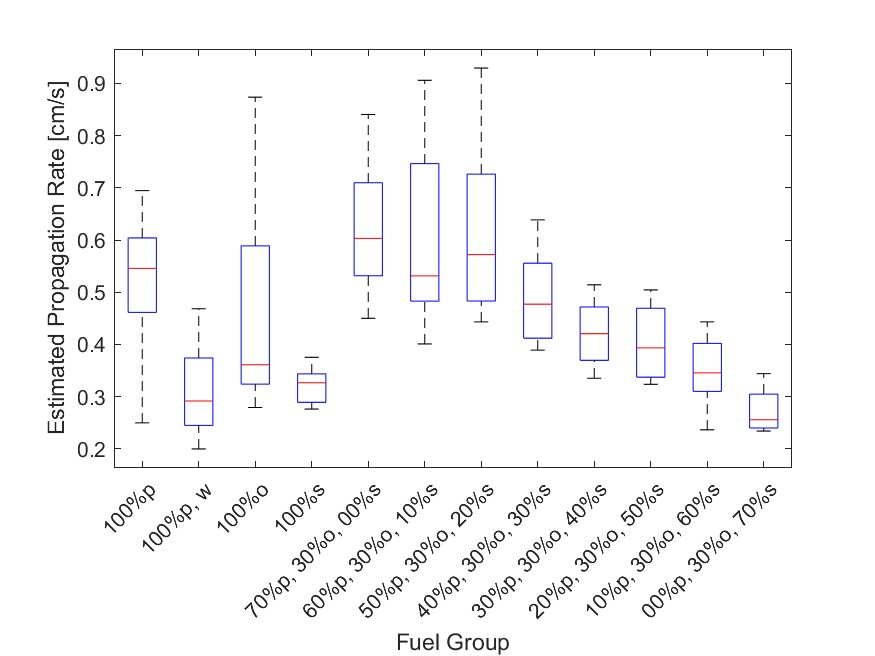 Estimated Propagation Rate [cm/s]
0.9
0.8
0.7
0.6
0.5
0.4
0.3
0.2
100%p
100%p, w
100%o
100%s
70%p, 30%o, 00%s
60%p, 30%o, 10%s
50%p, 30%o, 20%s
40%p, 30%o, 30%s
30%p, 30%o, 40%s
20%p, 30%o, 50%s
10%p, 30%o, 60%s
00%p, 30%o, 70%s
Fuel Group